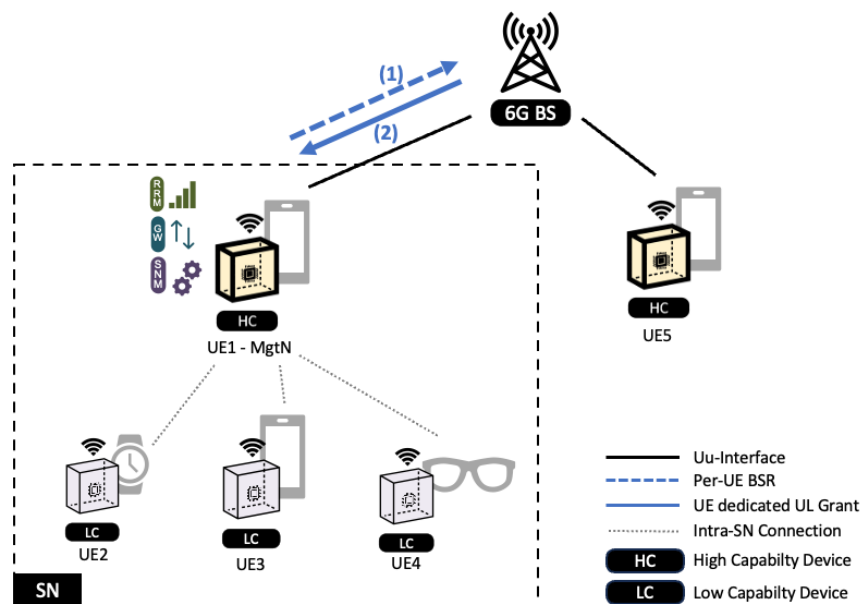 (1)
(2)
6G BS
RRM
GW
SNM
HC
UE1 - MgtN
HC
UE5
LC
UE2
LC
UE3
LC
UE4
SN
Uu-Interface
Per-UE BSR
UE dedicated UL Grant
Intra-SN Connection
HC High Capabilty Device
LC Low Capabilty Device